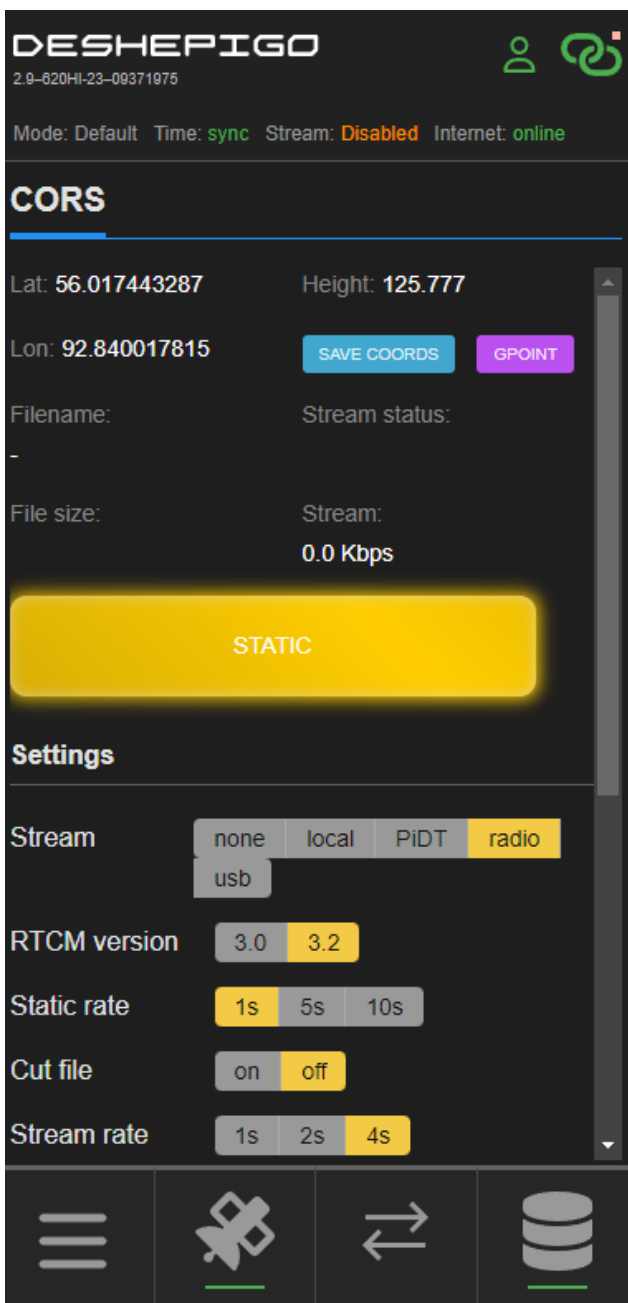 DESHEPIGO
2.9–620HI-23–09371975
Mode: Default Time: sync Stream: Disabled Internet: online
CORS
Lat: 56.017443287 Height: 125.777
Lon: 92.840017815 SAVE COORDS GPOINT
Filename: Stream status:
-
File size: Stream:
0.0 Kbps
STATIC
Settings
Stream none local PiDT radio
usb
RTCM version 3.0 3.2
Static rate 1s 5s 10s
Cut file on off
Stream rate 1s 2s 4s